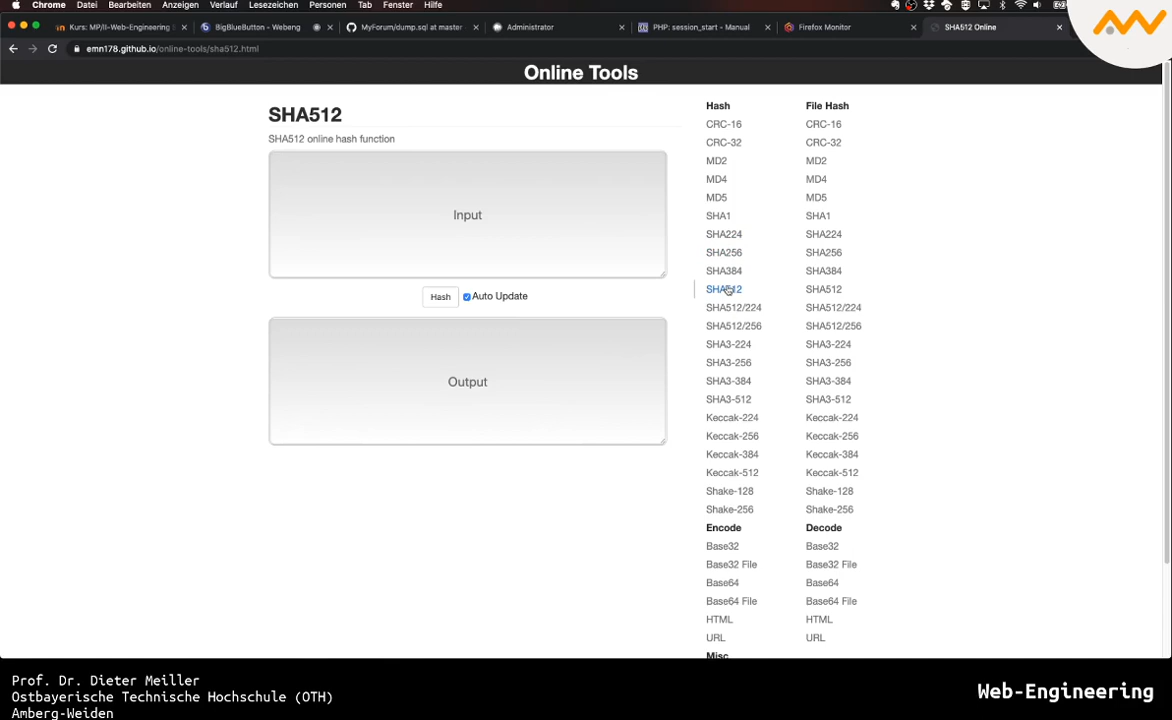 Chrome Datei Bearbeiten Anzeigen Verlauf Lesezeichen Personen Tab Fenster Hilfe
Kurs: MP/II-Web-Engineering
BigBlueButton - Webeng
MyForum/dump.sql at master
Administrator
PHP: session_start - Manual
Firefox Monitor
SHA512 Online
emn178.github.io/online-tools/sha512.html
Online Tools
SHA512
SHA512 online hash function
Input
Hash Auto Update
Output
Hash File Hash
CRC-16 CRC-16
CRC-32 CRC-32
MD2 MD2
MD4 MD4
MD5 MD5
SHA1 SHA1
SHA224 SHA224
SHA256 SHA256
SHA384 SHA384
SHA512 SHA512
SHA512/224 SHA512/224
SHA512/256 SHA512/256
SHA3-224 SHA3-224
SHA3-256 SHA3-256
SHA3-384 SHA3-384
SHA3-512 SHA3-512
Keccak-224 Keccak-224
Keccak-256 Keccak-256
Keccak-384 Keccak-384
Keccak-512 Keccak-512
Shake-128 Shake-128
Shake-256 Shake-256
Encode Decode
Base32 Base32
Base32 File Base32 File
Base64 Base64
Base64 File Base64 File
HTML HTML
URL URL
Misc
Prof. Dr. Dieter Meiller
Ostbayerische Technische Hochschule (OTH)
Amberg-Weiden
Web-Engineering